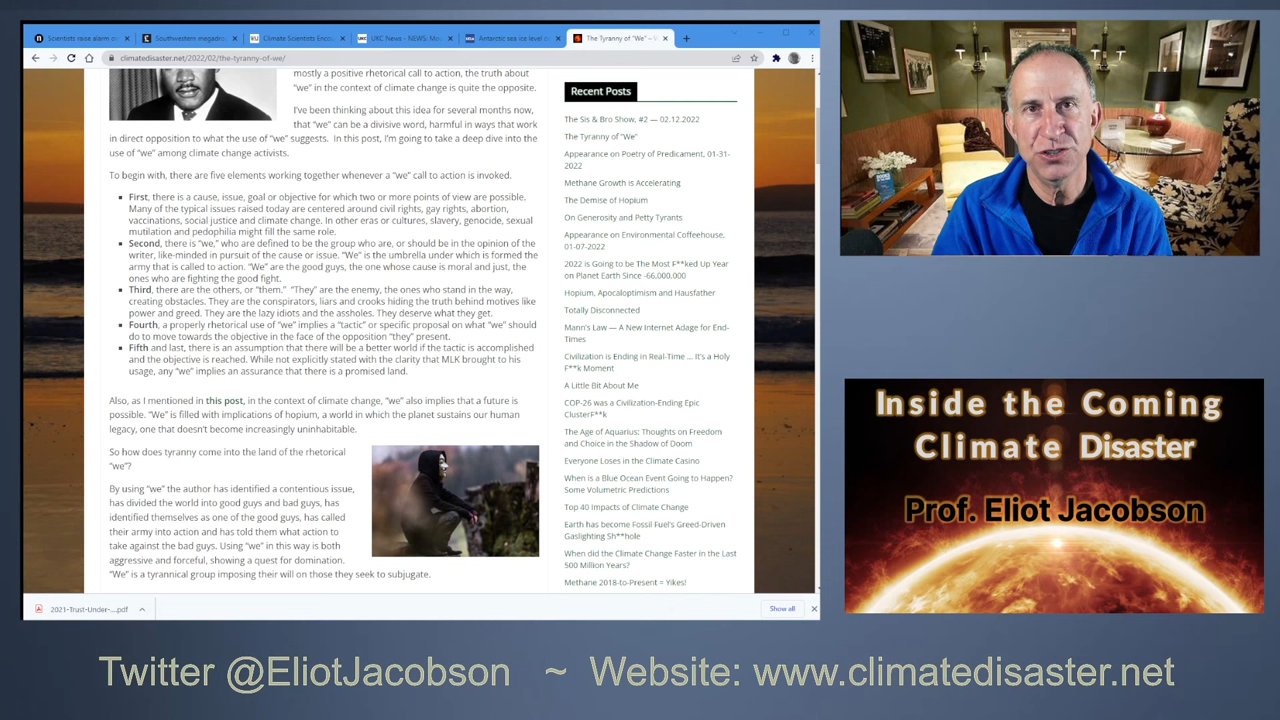 Scientists raise alarm o
Southwestern megadro
Climate Scientists Enco
UKC News - NEWS: Mo
Antarctic sea ice level d
The Tyranny of "We" –
climatedisaster.net/2022/02/the-tyranny-of-we/
mostly a positive rhetorical call to action, the truth about
"we" in the context of climate change is quite the opposite.
I've been thinking about this idea for several months now,
that "we" can be a divisive word, harmful in ways that work
in direct opposition to what the use of "we" suggests. In this post, I'm going to take a deep dive into the
use of "we" among climate change activists.
To begin with, there are five elements working together whenever a "we" call to action is invoked.
First, there is a cause, issue, goal or objective for which two or more points of view are possible.
Many of the typical issues raised today are centered around civil rights, gay rights, abortion,
vaccinations, social justice and climate change. In other eras or cultures, slavery, genocide, sexual
mutilation and pedophilia might fill the same role.
Second, there is "we," who are defined to be the group who are, or should be in the opinion of the
writer, like-minded in pursuit of the cause or issue. "We" is the umbrella under which is formed the
army that is called to action. "We" are the good guys, the one whose cause is moral and just, the
ones who are fighting the good fight.
Third, there are the others, or "them." "They" are the enemy, the ones who stand in the way,
creating obstacles. They are the conspirators, liars and crooks hiding the truth behind motives like
power and greed. They are the lazy idiots and the assholes. They deserve what they get.
Fourth, a properly rhetorical use of "we" implies a "tactic" or specific proposal on what "we" should
do to move towards the objective in the face of the opposition "they" present.
Fifth and last, there is an assumption that there will be a better world if the tactic is accomplished
and the objective is reached. While not explicitly stated with the clarity that MLK brought to his
usage, any "we" implies an assurance that there is a promised land.
Also, as I mentioned in this post, in the context of climate change, "we" also implies that a future is
possible. "We" is filled with implications of hopium, a world in which the planet sustains our human
legacy, one that doesn't become increasingly uninhabitable.
So how does tyranny come into the land of the rhetorical
"we"?
By using "we" the author has identified a contentious issue,
has divided the world into good guys and bad guys, has
identified themselves as one of the good guys, has called
their army into action and has told them what action to
take against the bad guys. Using "we" in this way is both
aggressive and forceful, showing a quest for domination.
"We" is a tyrannical group imposing their will on those they seek to subjugate.
Recent Posts
The Sis & Bro Show, #2 — 02.12.2022
The Tyranny of "We"
Appearance on Poetry of Predicament, 01-31-
2022
Methane Growth is Accelerating
The Demise of Hopium
On Generosity and Petty Tyrants
Appearance on Environmental Coffeehouse,
01-07-2022
2022 is Going to be The Most F**ked Up Year
on Planet Earth Since -66,000,000
Hopium, Apocaloptimism and Hausfather
Totally Disconnected
Mann's Law — A New Internet Adage for End-
Times
Civilization is Ending in Real-Time ... It's a Holy
F**k Moment
A Little Bit About Me
COP-26 was a Civilization-Ending Epic
ClusterF**k
The Age of Aquarius: Thoughts on Freedom
and Choice in the Shadow of Doom
Everyone Loses in the Climate Casino
When is a Blue Ocean Event Going to Happen?
Some Volumetric Predictions
Top 40 Impacts of Climate Change
Earth has become Fossil Fuel's Greed-Driven
Gaslighting Sh**hole
When did the Climate Change Faster in the Last
500 Million Years?
Methane 2018-to-Present = Yikes!
2021-Trust-Under-....pdf
Show all
Inside the Coming
Climate Disaster
Prof. Eliot Jacobson
Twitter @EliotJacobson ~ Website: www.climatedisaster.net